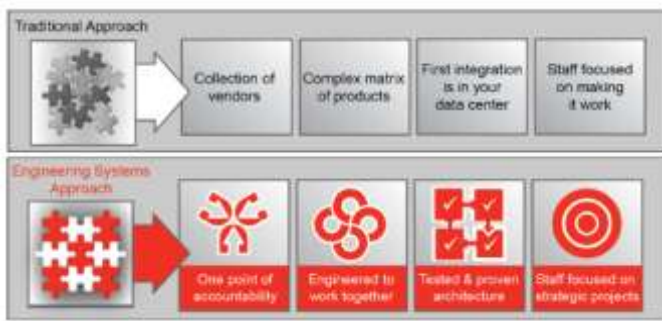 Traditional Approach
Collection of
vendors
Complex matrix
of products
First integration
is in your
data center
Staff focused
on making
it work
Engineering Systems
Approach
One point of
accountability
Engineered to
work together
Tested & proven
architecture
Staff focused on
strategic projects